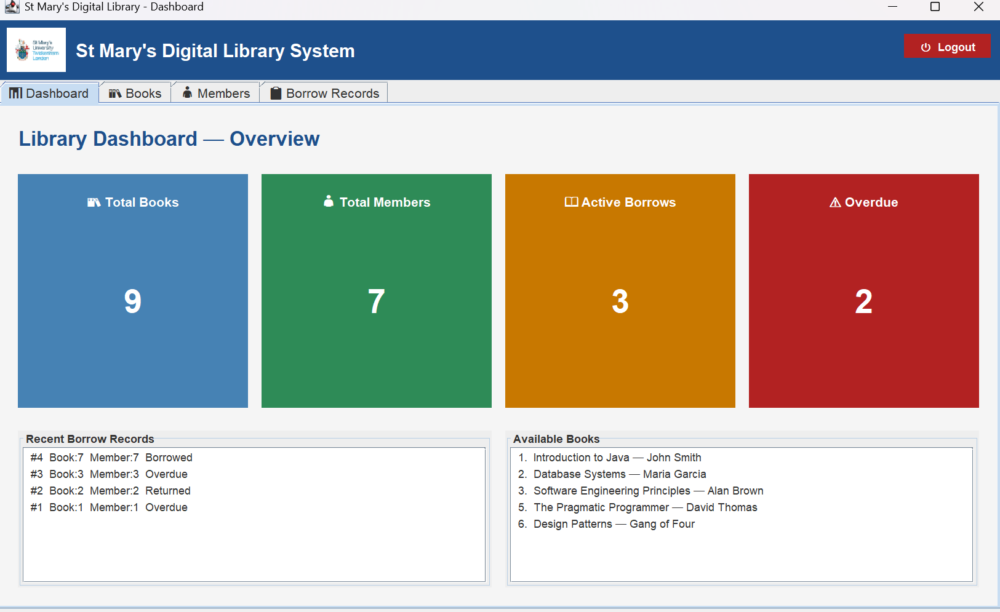 St Mary's Digital Library - Dashboard
St Mary's
University
Twickenham
London
St Mary's Digital Library System
Logout
Dashboard
Books
Members
Borrow Records
Library Dashboard — Overview
Total Books
Total Members
Active Borrows
Overdue
9
7
3
2
Recent Borrow Records
#4 Book:7 Member:7 Borrowed
#3 Book:3 Member:3 Overdue
#2 Book:2 Member:2 Returned
#1 Book:1 Member:1 Overdue
Available Books
1. Introduction to Java — John Smith
2. Database Systems — Maria Garcia
3. Software Engineering Principles — Alan Brown
5. The Pragmatic Programmer — David Thomas
6. Design Patterns — Gang of Four